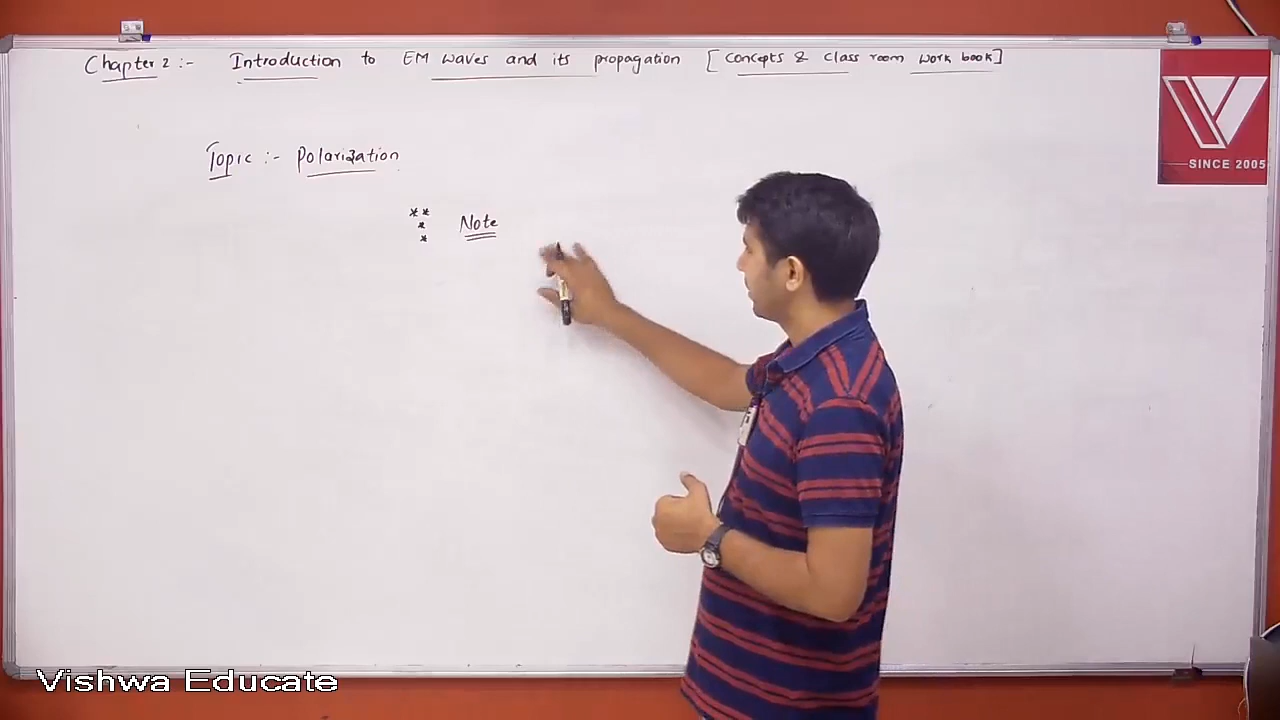 Chapter 2 :- Introduction to EM waves and its propagation [Concepts & Class room work book]
SINCE 2005
Topic :- Polarization
** Note
*
*
Vishwa Educate